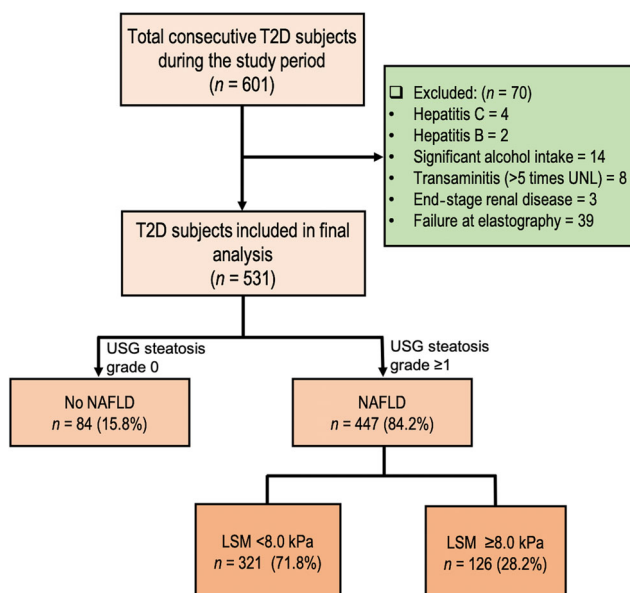 Total consecutive T2D subjects
during the study period
(n = 601)
❑ Excluded: (n = 70)
• Hepatitis C = 4
• Hepatitis B = 2
• Significant alcohol intake = 14
• Transaminitis (>5 times UNL) = 8
• End-stage renal disease = 3
• Failure at elastography = 39
T2D subjects included in final
analysis
(n = 531)
USG steatosis
grade 0
USG steatosis
grade ≥1
No NAFLD
n = 84 (15.8%)
NAFLD
n = 447 (84.2%)
LSM <8.0 kPa
n = 321 (71.8%)
LSM ≥8.0 kPa
n = 126 (28.2%)